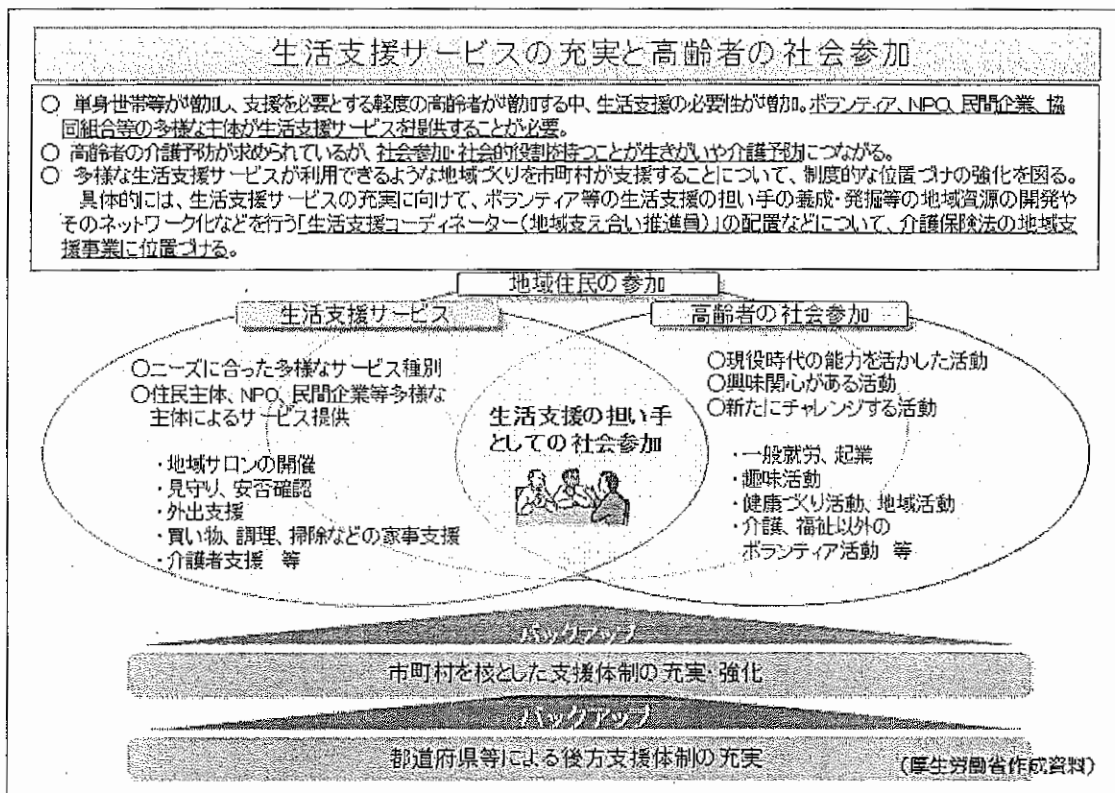 生活支援サービスの充実と高齢者の社会参加
○ 単身世帯等が増加し、支援を必要とする軽度の高齢者が増加する中、生活支援の必要性が増加。ボランティア、NPO、民間企業、協
同組合等の多様な主体が生活支援サービスを提供することが必要。
○ 高齢者の介護予防が求められているが、社会参加・社会的役割を持つことが生きがいや介護予防につながる。
○ 多様な生活支援サービスが利用できるような地域づくりを市町村が支援することについて、制度的な位置づけの強化を図る。
具体的には、生活支援サービスの充実に向けて、ボランティア等の生活支援の担い手の養成・発掘等の地域資源の開発や
そのネットワーク化などを行う「生活支援コーディネーター(地域支え合い推進員)」の配置などについて、介護保険法の地域支
援事業に位置づける。
地域住民の参加
生活支援サービス
○ニーズに合った多様なサービス種別
○住民主体、NPO、民間企業等多様な
主体によるサービス提供
・地域サロンの開催
・見守り、安否確認
・外出支援
・買い物、調理、掃除などの家事支援
・介護者支援 等
生活支援の担い手
としての社会参加
高齢者の社会参加
○現役時代の能力を活かした活動
○興味関心がある活動
○新たにチャレンジする活動
・一般就労、起業
・趣味活動
・健康づくり活動、地域活動
・介護、福祉以外の
ボランティア活動 等
バックアップ
市町村を核とした支援体制の充実・強化
バックアップ
都道府県等による後方支援体制の充実
(厚生労働省作成資料)